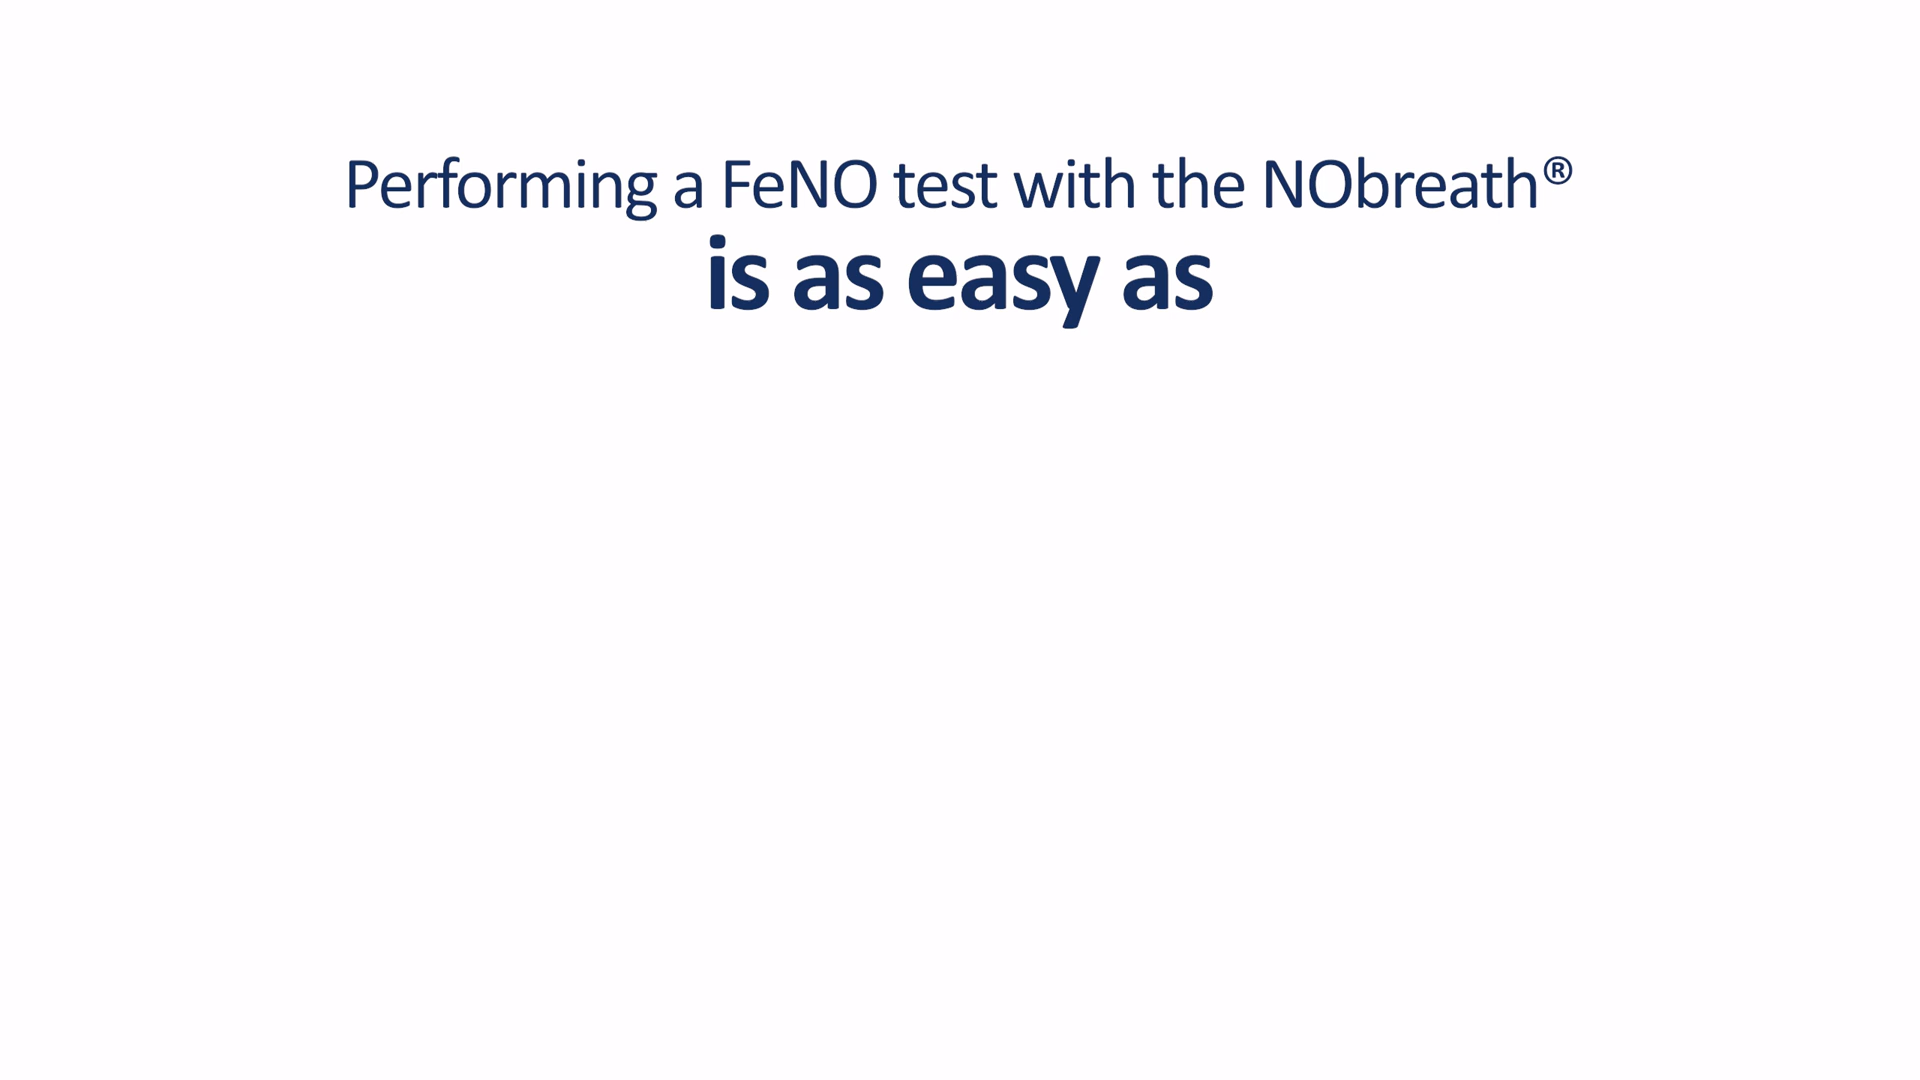 Performing a FeNO test with the NObreath®
is as easy as